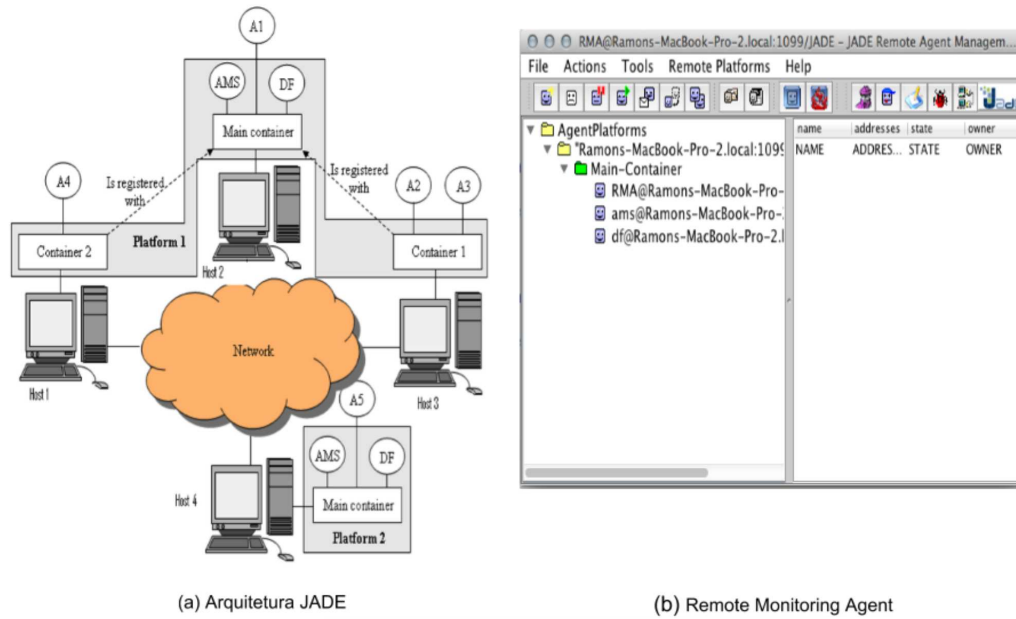 A1
AMS
DF
Main container
A4
Is registered
with
Is registered
with
A2
A3
Container 2
Platform 1
Container 1
Host 2
Network
Host 1
Host 3
A5
AMS
DF
Host 4
Main container
Platform 2
(a) Arquitetura JADE
RMA@Ramons-MacBook-Pro-2.local:1099/JADE – JADE Remote Agent Managem...
File Actions Tools Remote Platforms Help
AgentPlatforms
"Ramons-MacBook-Pro-2.local:1099
Main-Container
RMA@Ramons-MacBook-Pro-
ams@Ramons-MacBook-Pro-
df@Ramons-MacBook-Pro-2.l
name addresses state owner
NAME ADDRES... STATE OWNER
(b) Remote Monitoring Agent